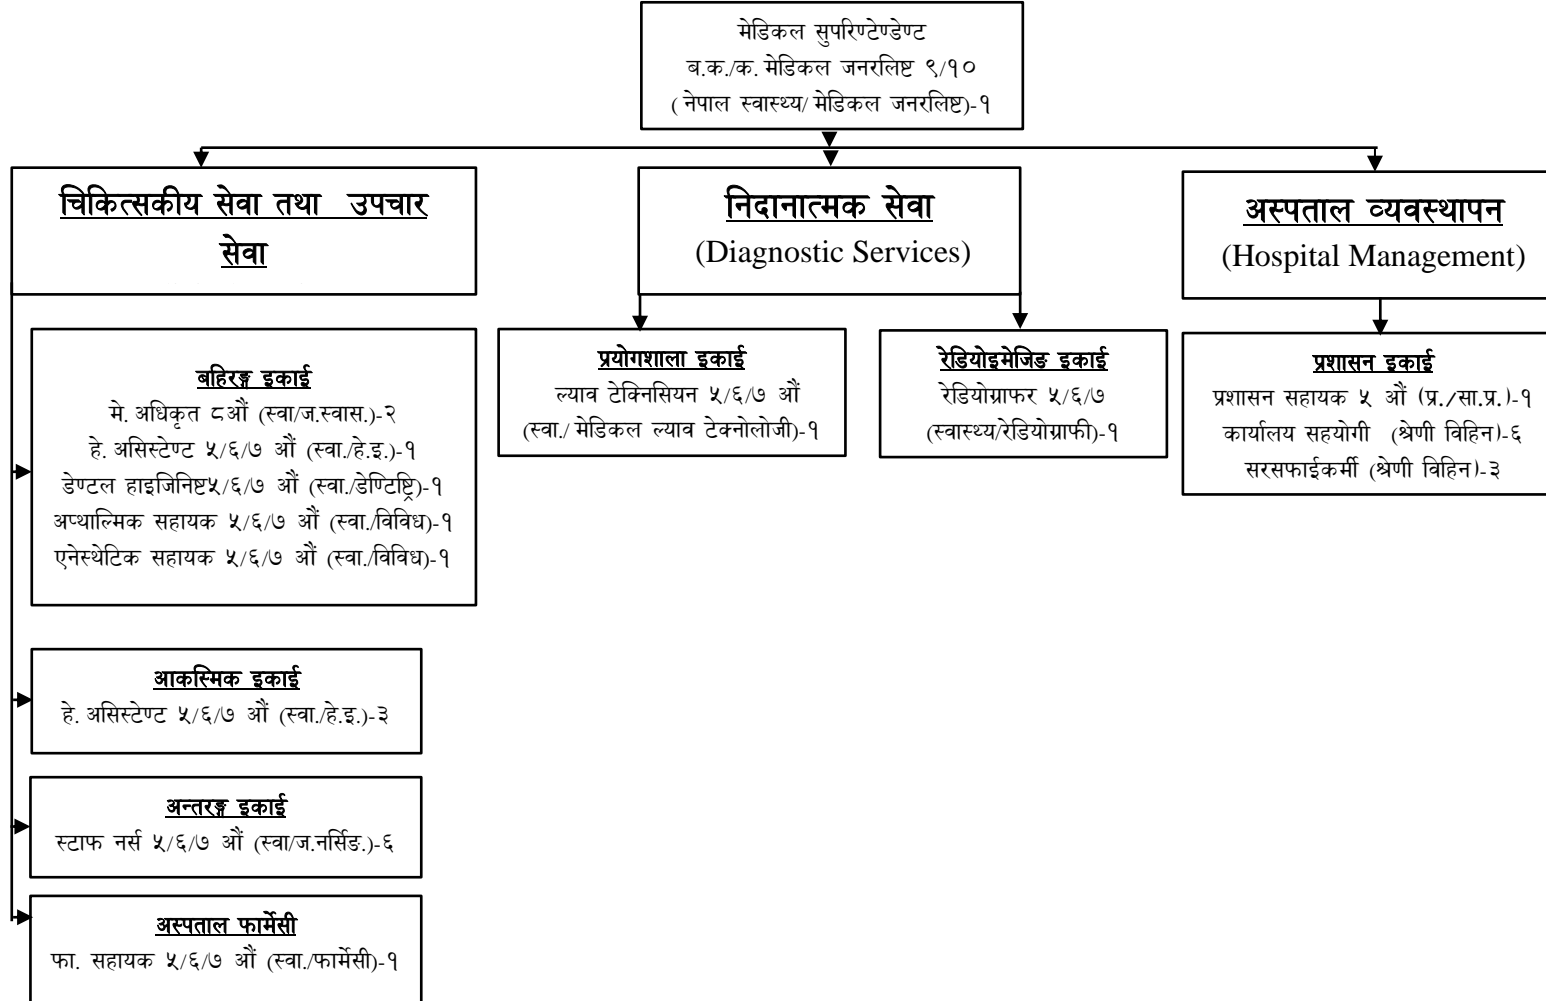 मेडिकल सुपरिण्टेण्डेण्ट
ब.क./क. मेडिकल जनरलिष्ट ९/१०
( नेपाल स्वास्थ्य/ मेडिकल जनरलिष्ट)-१
चिकित्सकीय सेवा तथा उपचार
सेवा
बहिरङ्ग इकाई
मे. अधिकृत ८औं (स्वा/ज.स्वास.)-२
हे. असिस्टेण्ट ५/६/७ औं (स्वा./हे.इ.)-१
डेण्टल हाइजिनिष्ट५/६/७ औं (स्वा./डेण्टिष्ट्रि)-१
अप्थाल्मिक सहायक ५/६/७ औं (स्वा./विविध)-१
एनेस्थेटिक सहायक ५/६/७ औं (स्वा./विविध)-१
आकस्मिक इकाई
हे. असिस्टेण्ट ५/६/७ औं (स्वा./हे.इ.)-३
अन्तरङ्ग इकाई
स्टाफ नर्स ५/६/७ औं (स्वा/ज.नर्सिङ.)-६
अस्पताल फार्मेसी
फा. सहायक ५/६/७ औं (स्वा./फार्मेसी)-१
निदानात्मक सेवा
(Diagnostic Services)
प्रयोगशाला इकाई
ल्याव टेक्निसियन ५/६/७ औं
(स्वा./ मेडिकल ल्याव टेक्नोलोजी)-१
रेडियोइमेजिङ इकाई
रेडियोग्राफर ५/६/७
(स्वास्थ्य/रेडियोग्राफी)-१
अस्पताल व्यवस्थापन
(Hospital Management)
प्रशासन इकाई
प्रशासन सहायक ५ औं (प्र./सा.प्र.)-१
कार्यालय सहयोगी (श्रेणी विहिन)-६
सरसफाईकर्मी (श्रेणी विहिन)-३